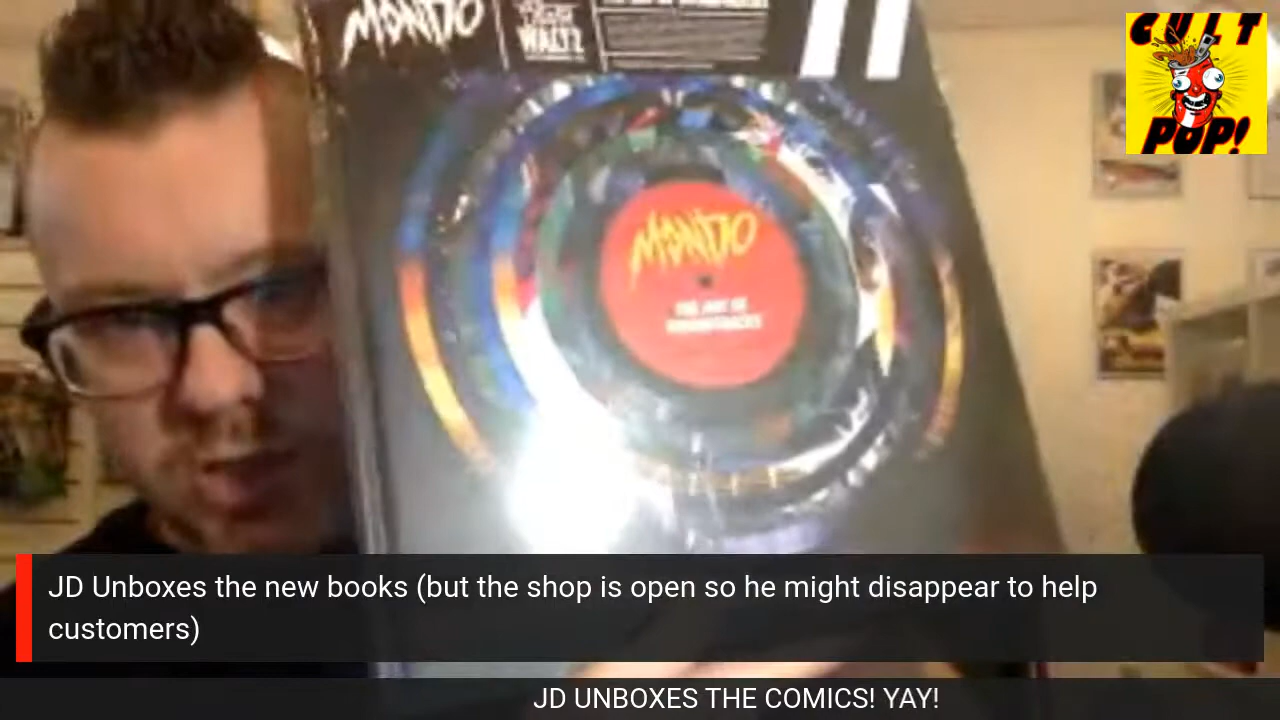 MONDO
WALTZ
CULT
POP!
MONDO
THE ART OF
SOUNDTRACKS
JD Unboxes the new books (but the shop is open so he might disappear to help
customers)
JD UNBOXES THE COMICS! YAY!